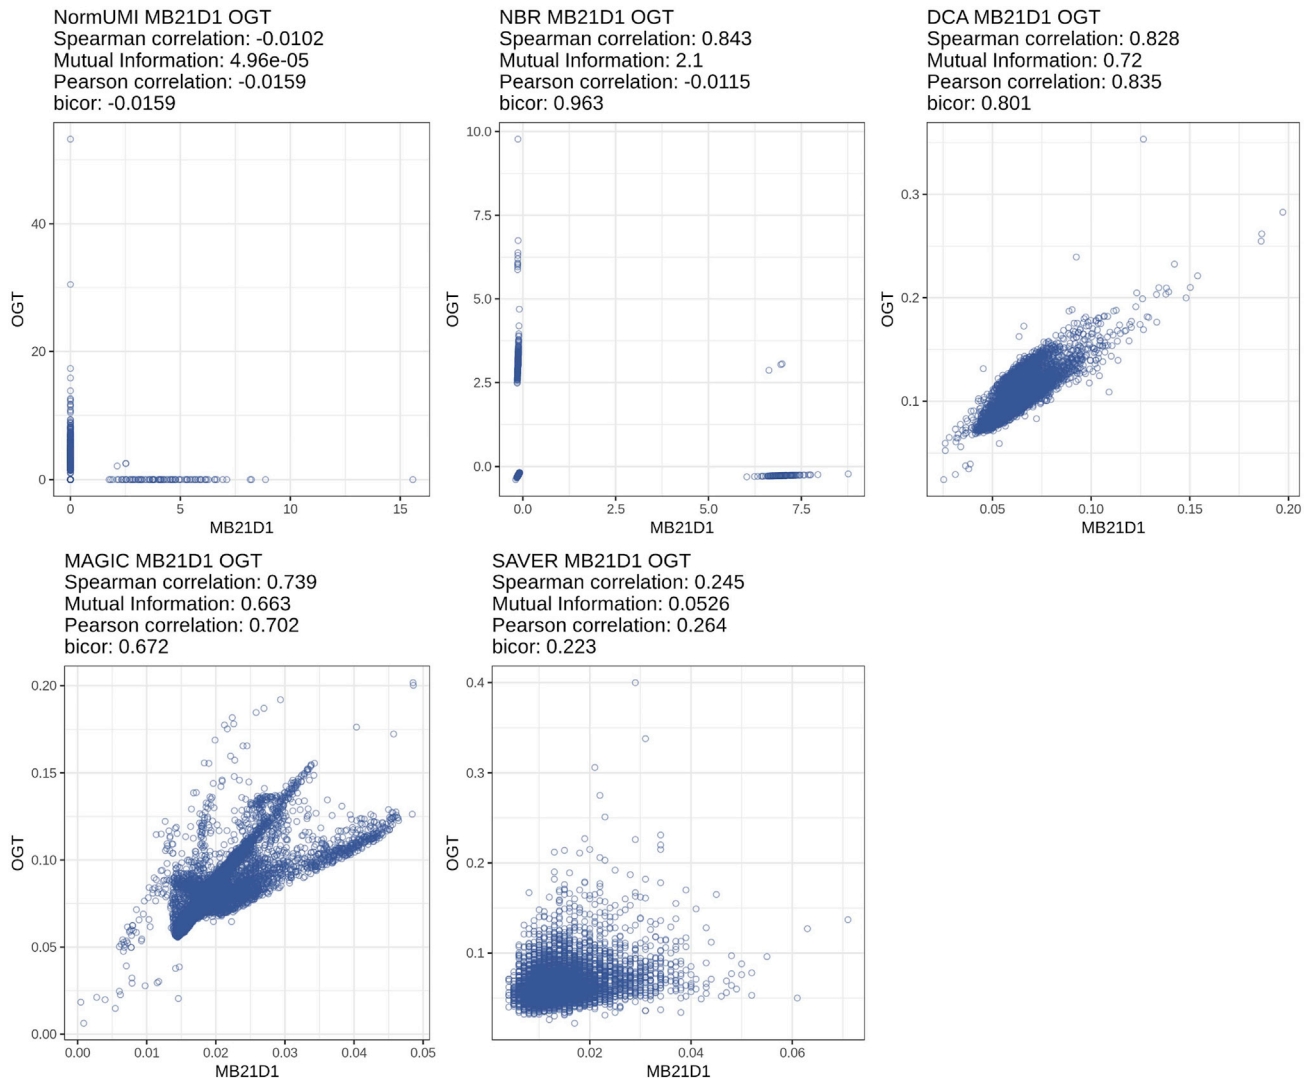 NormUMI MB21D1 OGT
Spearman correlation: -0.0102
Mutual Information: 4.96e-05
Pearson correlation: -0.0159
bicor: -0.0159
OGT
40
20
0
0
5
10
15
MB21D1
NBR MB21D1 OGT
Spearman correlation: 0.843
Mutual Information: 2.1
Pearson correlation: -0.0115
bicor: 0.963
OGT
10.0
7.5
5.0
2.5
0.0
0.0
2.5
5.0
7.5
MB21D1
DCA MB21D1 OGT
Spearman correlation: 0.828
Mutual Information: 0.72
Pearson correlation: 0.835
bicor: 0.801
OGT
0.3
0.2
0.1
0.05
0.10
0.15
0.20
MB21D1
MAGIC MB21D1 OGT
Spearman correlation: 0.739
Mutual Information: 0.663
Pearson correlation: 0.702
bicor: 0.672
OGT
0.20
0.15
0.10
0.05
0.00
0.00
0.01
0.02
0.03
0.04
0.05
MB21D1
SAVER MB21D1 OGT
Spearman correlation: 0.245
Mutual Information: 0.0526
Pearson correlation: 0.264
bicor: 0.223
OGT
0.4
0.3
0.2
0.1
0.02
0.04
0.06
MB21D1